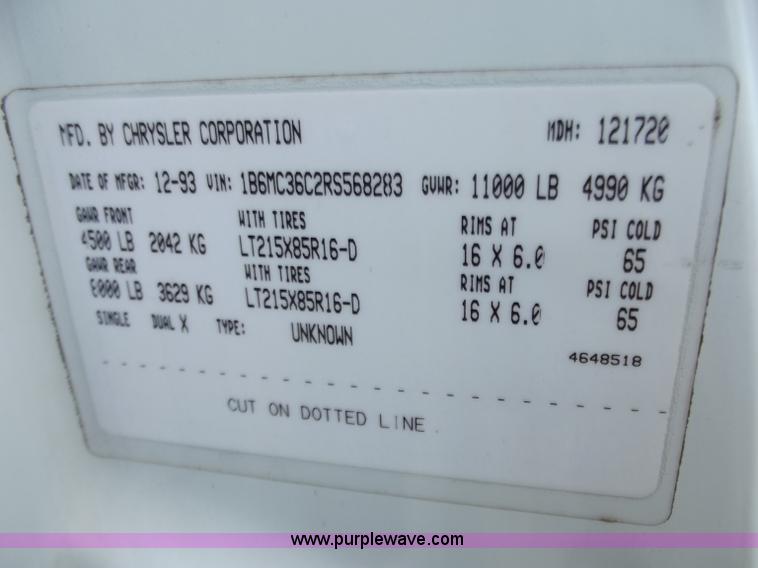 MFD. BY CHRYSLER CORPORATION MDH: 121720
DATE OF MFGR: 12-93 VIN: 1B6MC36C2RS568283 GVWR: 11000 LB 4990 KG
GAWR FRONT WITH TIRES RIMS AT PSI COLD
4500 LB 2042 KG LT215X85R16-D 16 X 6.0 65
GAWR REAR WITH TIRES RIMS AT PSI COLD
8000 LB 3629 KG LT215X85R16-D 16 X 6.0 65
SINGLE DUAL X TYPE: UNKNOWN
4648518
CUT ON DOTTED LINE
www.purplewave.com